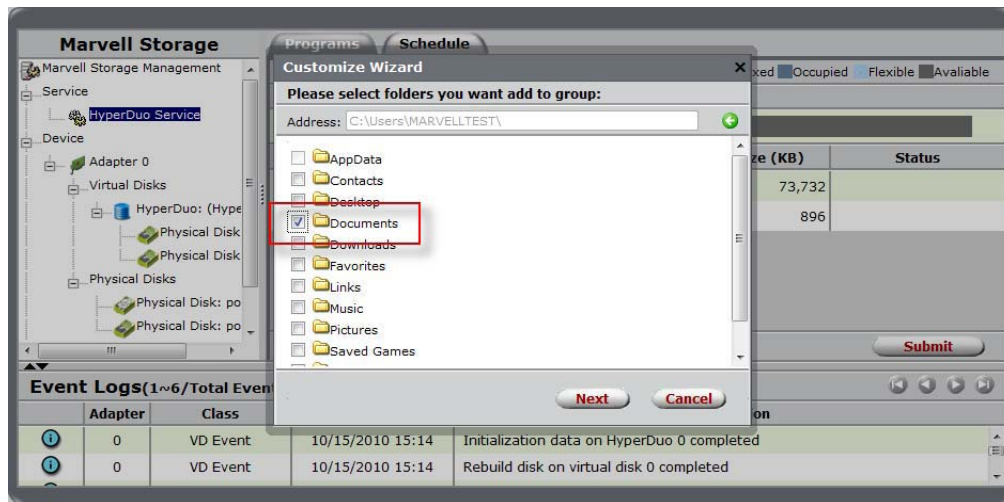 Marvell Storage
Programs Schedule
Marvell Storage Management
Service
HyperDuo Service
Device
Adapter 0
Virtual Disks
HyperDuo: (Hype
Physical Disk
Physical Disk
Physical Disks
Physical Disk: po
Physical Disk: po
Customize Wizard
Please select folders you want add to group:
Address: C:\Users\MARVELLTEST\
AppData
Contacts
Desktop
Documents
Downloads
Favorites
Links
Music
Pictures
Saved Games
Next Cancel
xed Occupied Flexible Avaliable
ze (KB) Status
73,732
896
Submit
Event Logs(1~6/Total Even
Adapter Class on
0 VD Event 10/15/2010 15:14 Initialization data on HyperDuo 0 completed
0 VD Event 10/15/2010 15:14 Rebuild disk on virtual disk 0 completed